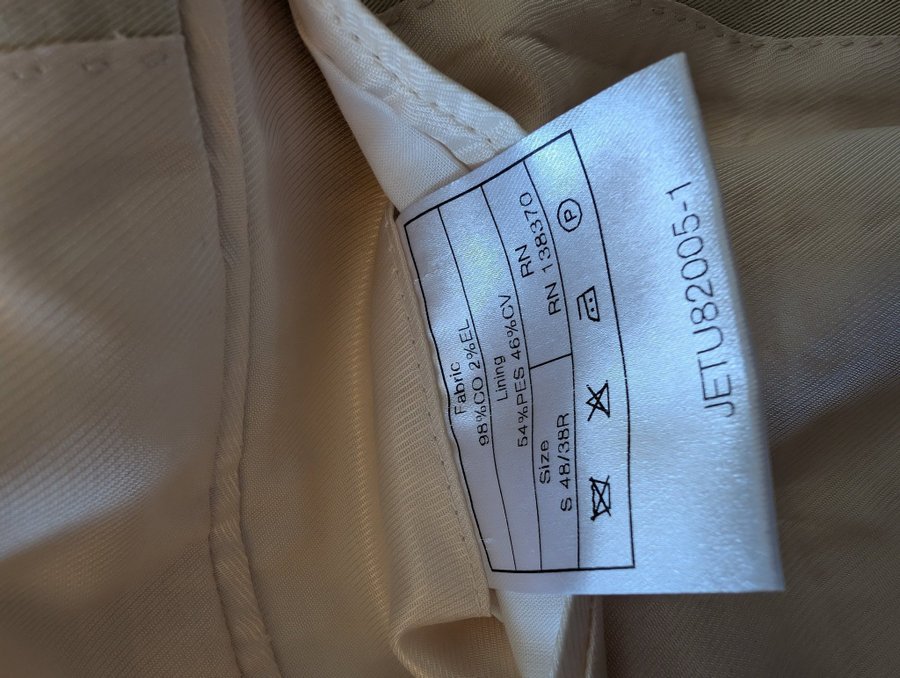 Fabric
98%CO 2%EL
Lining
54%PES 46%CV
Size
S 48/38R
RN
RN 138370
P
JETU82005-1